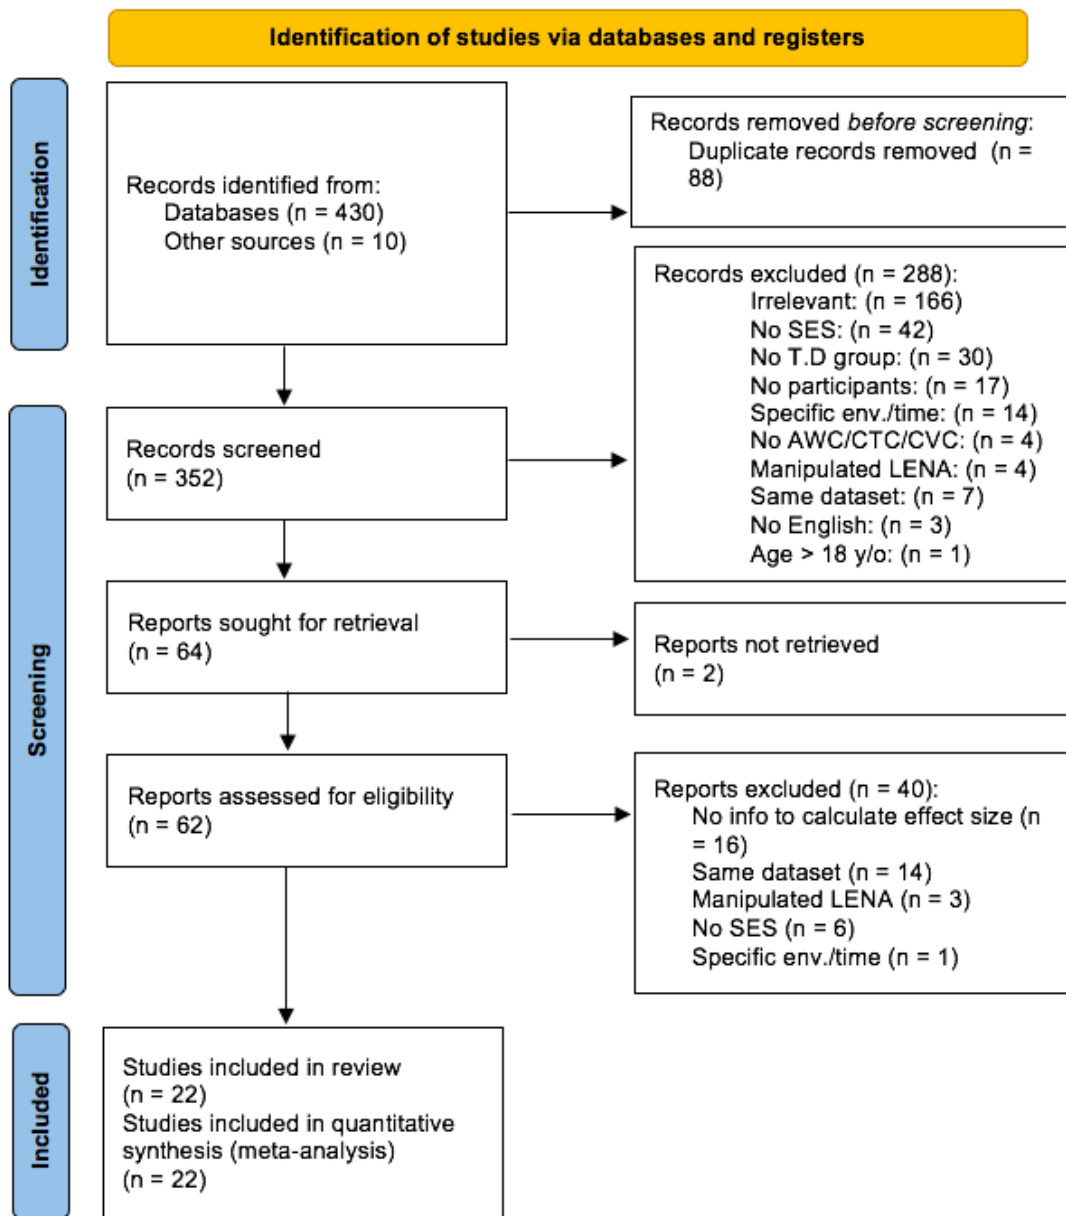 Identification of studies via databases and registers
Identification
Records identified from:
Databases (n = 430)
Other sources (n = 10)
Records removed before screening:
Duplicate records removed (n =
88)
Screening
Records screened
(n = 352)
Records excluded (n = 288):
Irrelevant: (n = 166)
No SES: (n = 42)
No T.D group: (n = 30)
No participants: (n = 17)
Specific env./time: (n = 14)
No AWC/CTC/CVC: (n = 4)
Manipulated LENA: (n = 4)
Same dataset: (n = 7)
No English: (n = 3)
Age > 18 y/o: (n = 1)
Reports sought for retrieval
(n = 64)
Reports not retrieved
(n = 2)
Reports assessed for eligibility
(n = 62)
Reports excluded (n = 40):
No info to calculate effect size (n
= 16)
Same dataset (n = 14)
Manipulated LENA (n = 3)
No SES (n = 6)
Specific env./time (n = 1)
Included
Studies included in review
(n = 22)
Studies included in quantitative
synthesis (meta-analysis)
(n = 22)